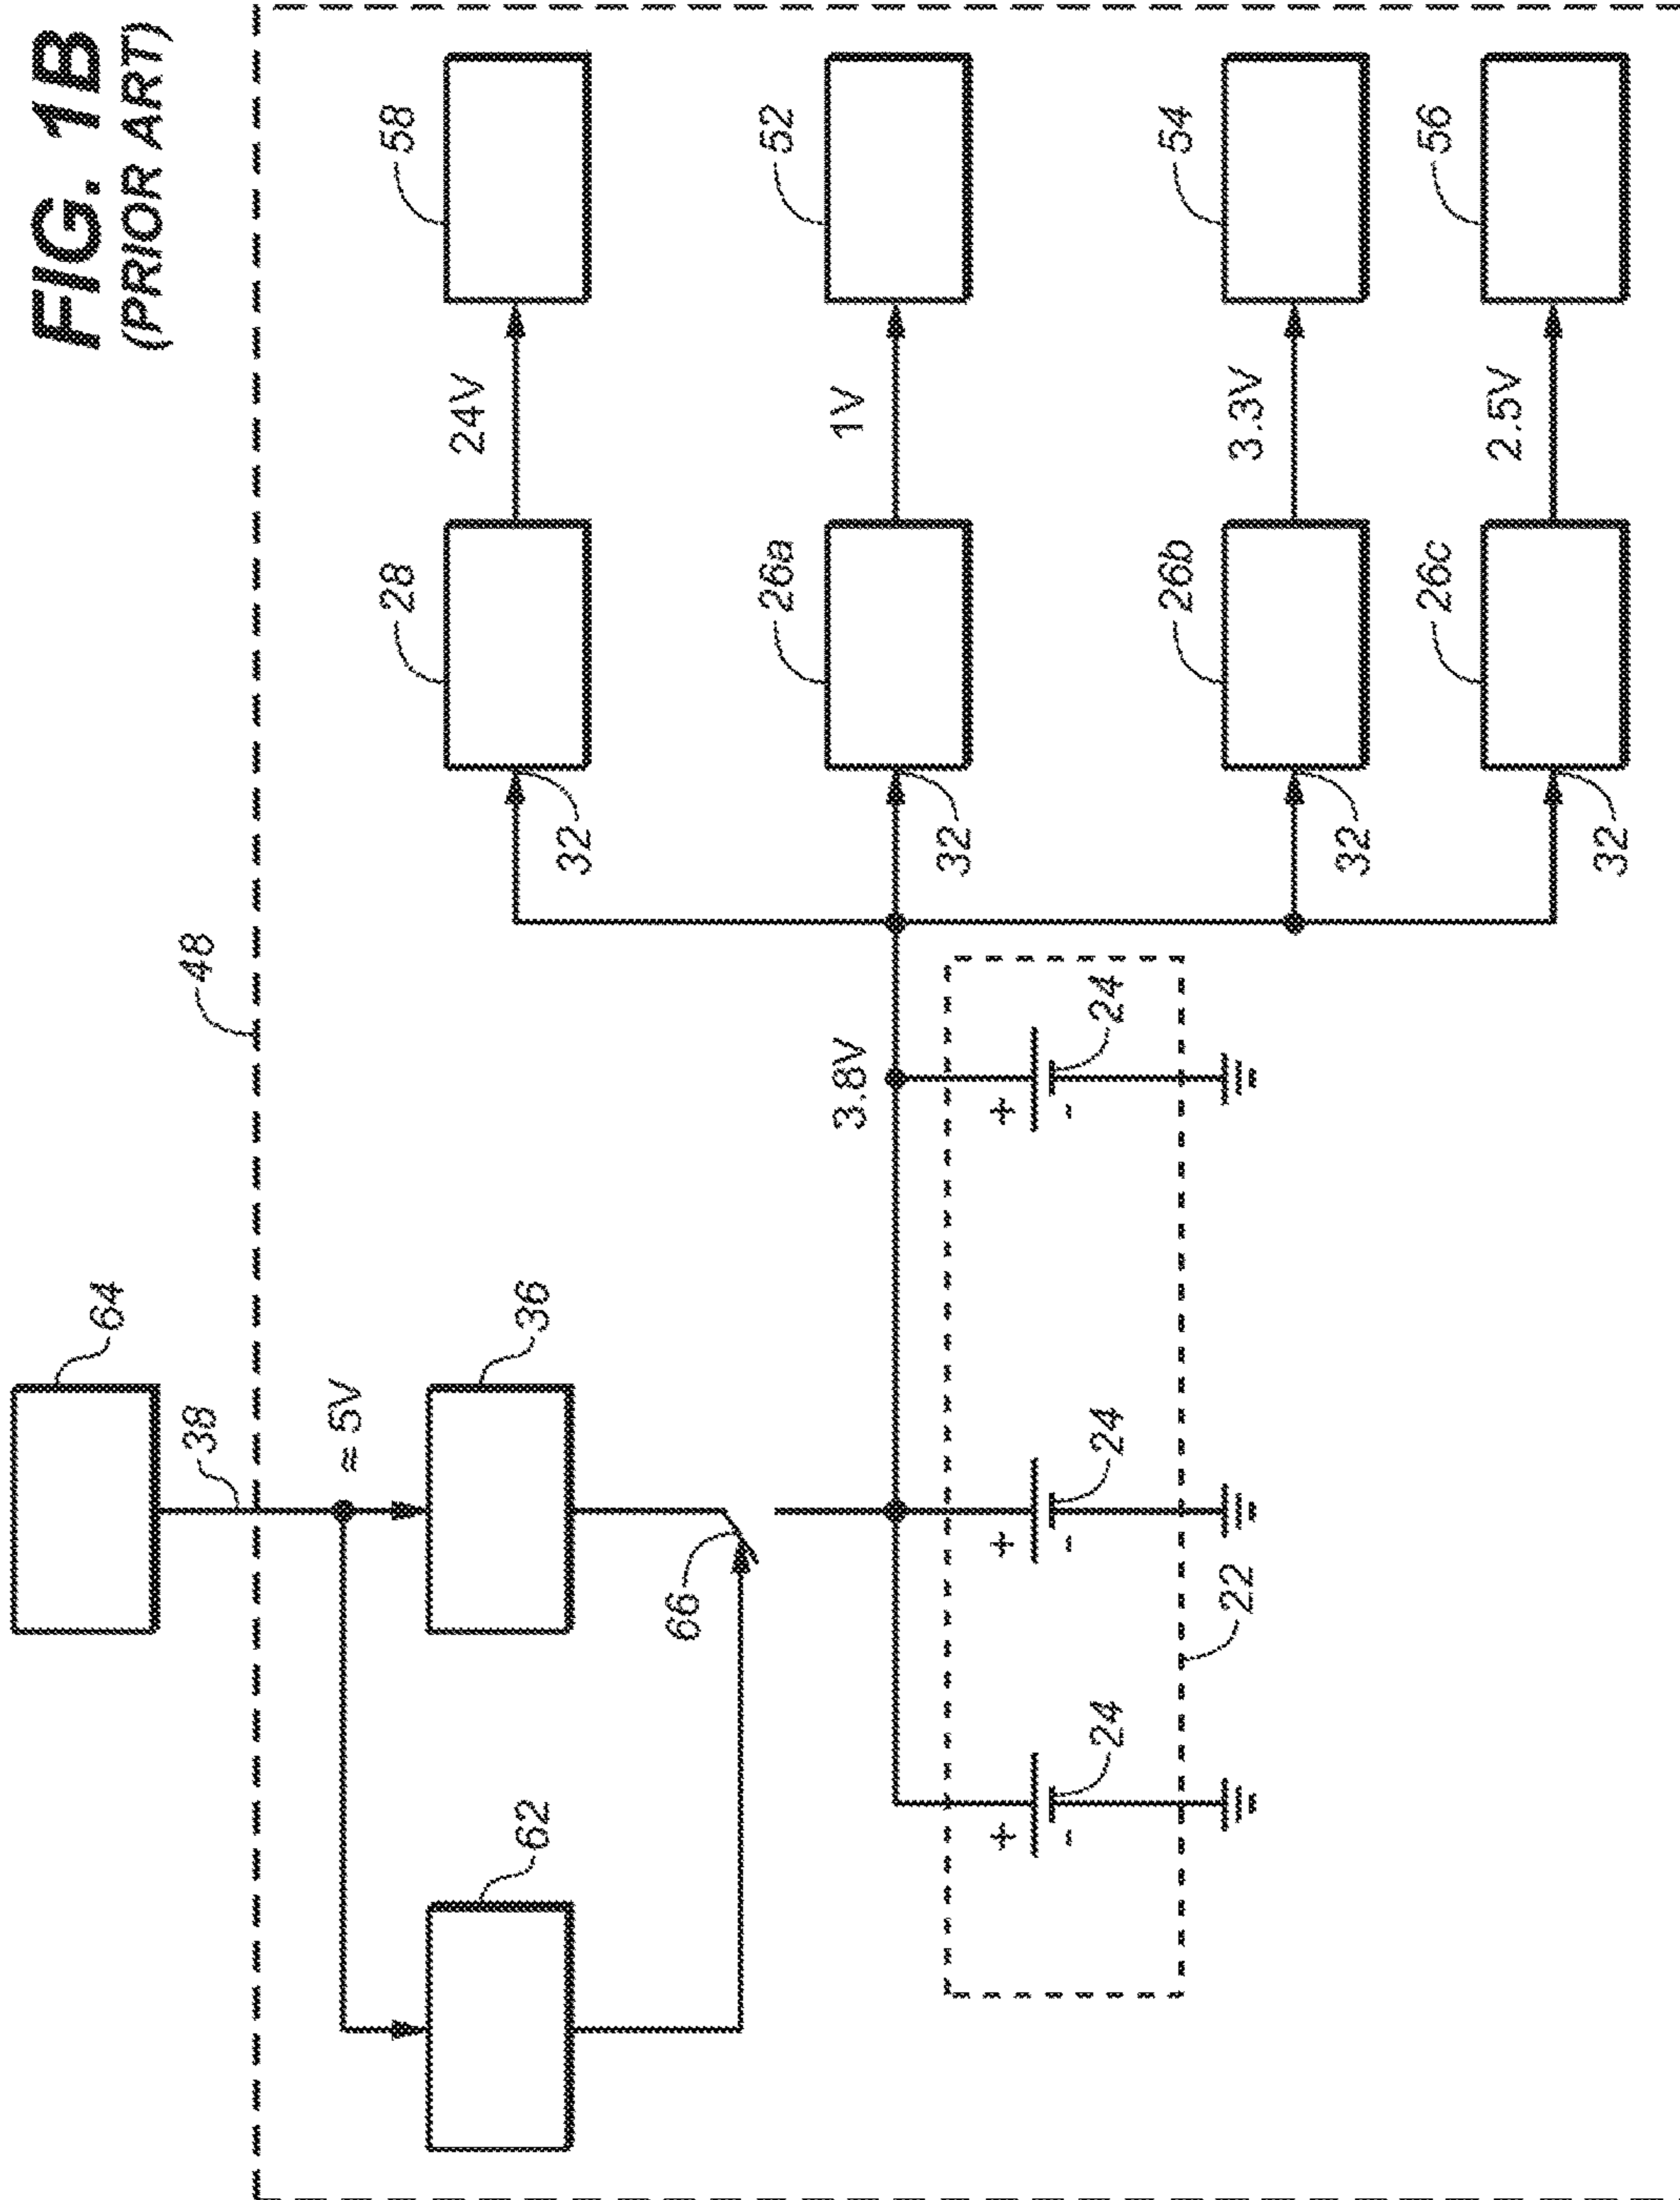 FIG. 1B
(PRIOR ART)
64
38
48
≈ 5V
62
36
66
28
24V
58
32
3.8V
26a
1V
52
32
24
24
24
22
26b
3.3V
54
32
26c
2.5V
56
32
+
-
+
-
+
-